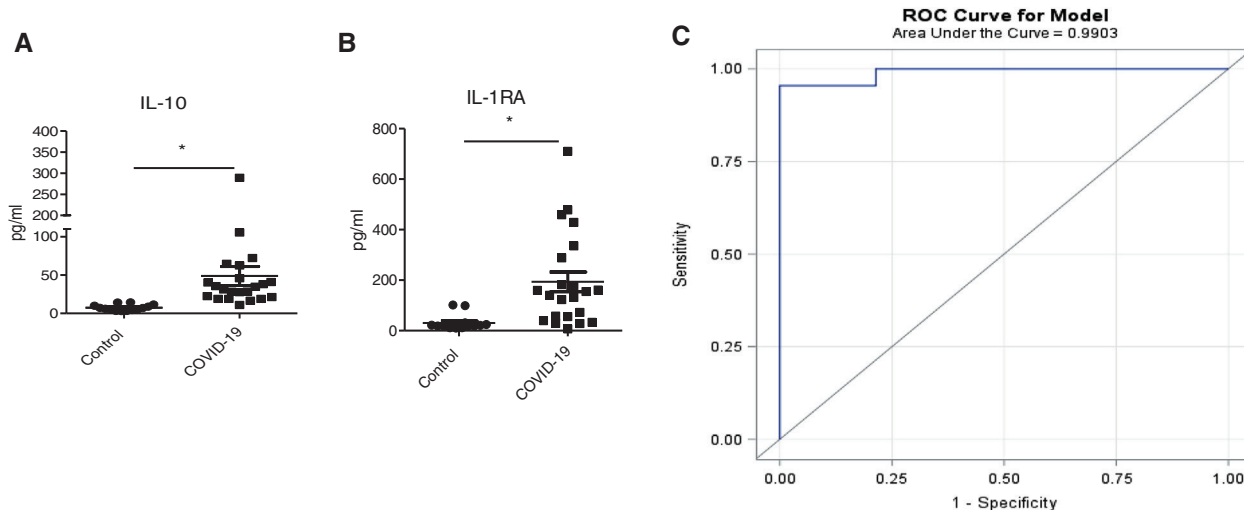 A
IL-10
*
400
350
300
250
200
100
50
0
pg/ml
Control
COVID-19
B
IL-1RA
*
800
600
400
200
0
pg/ml
Control
COVID-19
C
ROC Curve for Model
Area Under the Curve = 0.9903
1.00
0.75
0.50
0.25
0.00
Sensitivity
0.00 0.25 0.50 0.75 1.00
1 - Specificity